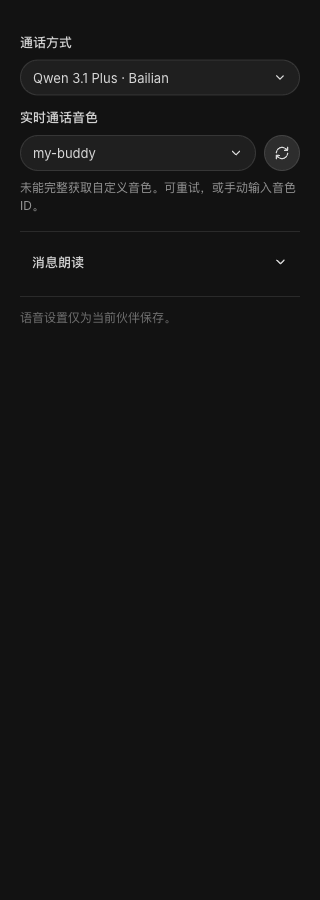 通话方式
Qwen 3.1 Plus · Bailian
实时通话音色
my-buddy
未能完整获取自定义音色。可重试，或手动输入音色
ID。
消息朗读
语音设置仅为当前伙伴保存。